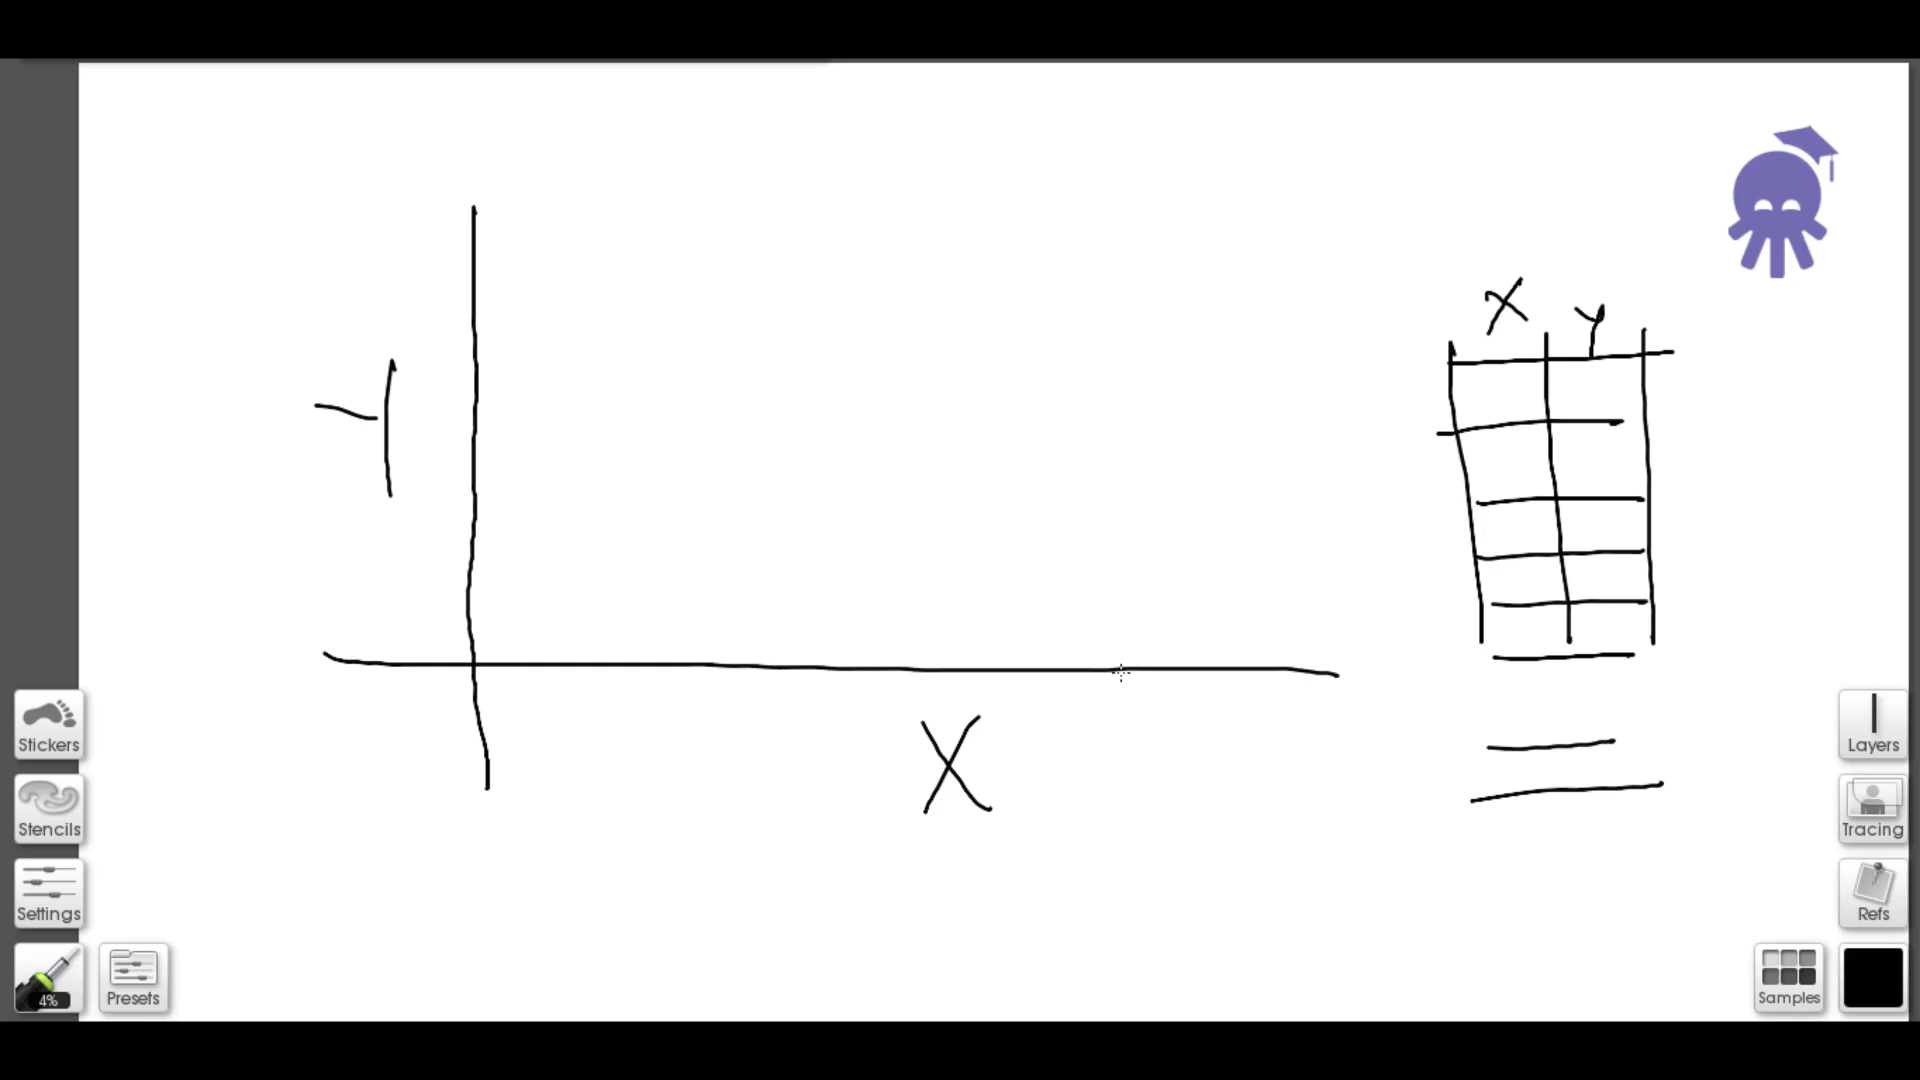 X Y
Y
X
Stickers
Stencils
Settings
4%
Presets
Layers
Tracing
Refs
Samples